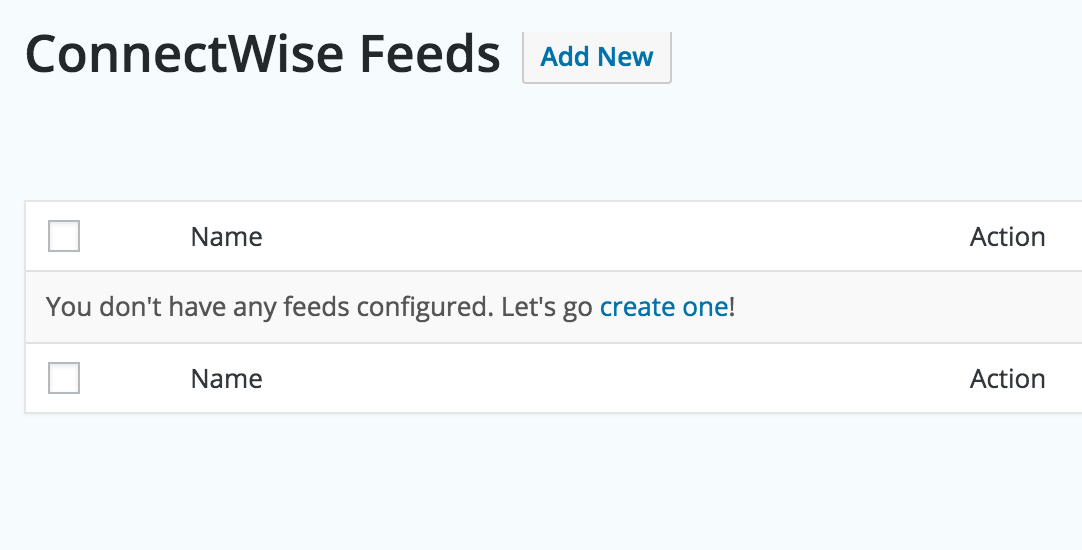 ConnectWise Feeds Add New
Name Action
You don't have any feeds configured. Let's go create one!
Name Action